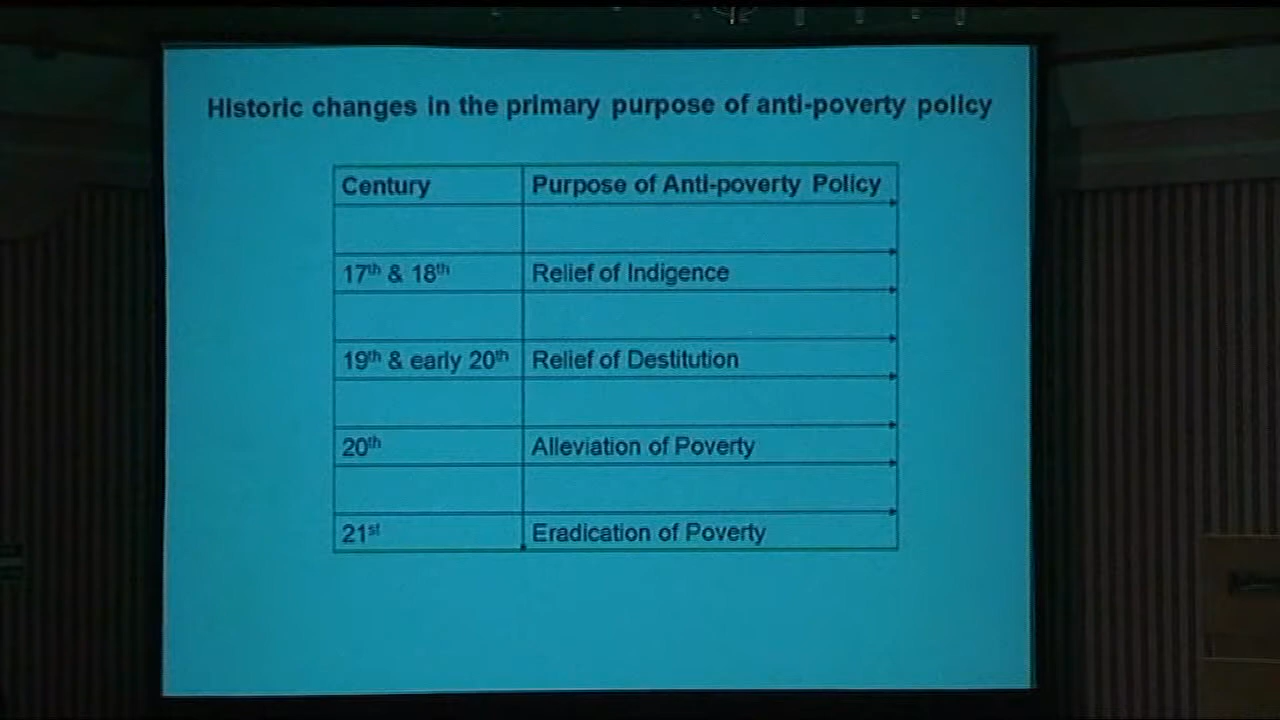 Historic changes in the primary purpose of anti-poverty policy
Century Purpose of Anti-poverty Policy
17th & 18th Relief of Indigence
19th & early 20th Relief of Destitution
20th Alleviation of Poverty
21st Eradication of Poverty